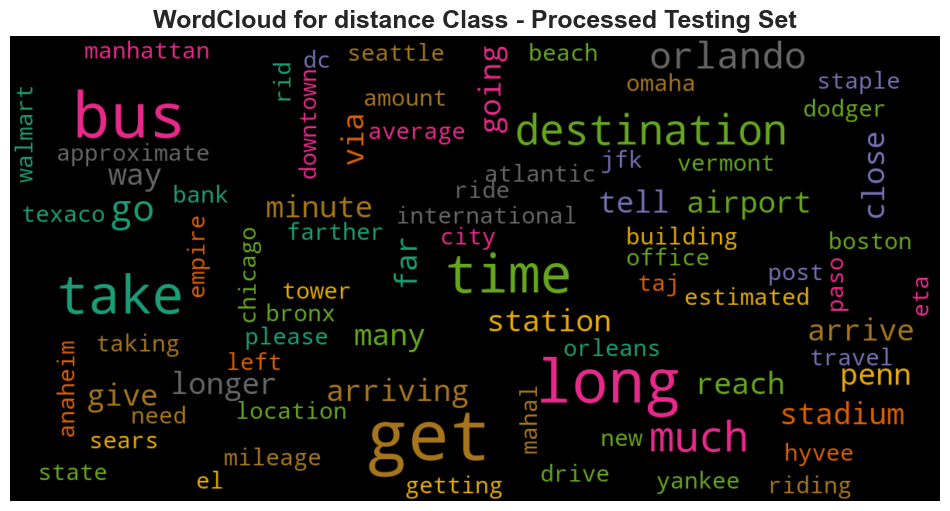 WordCloud for distance Class - Processed Testing Set
manhattan
dc
seattle
beach
orlando
rid
going
omaha
staple
walmart
downtown
amount
dodger
bus
via
average
destination
close
approximate
jfk
vermont
way
atlantic
bank
ride
tell
airport
texaco
go
minute
international
empire
farther
far
city
building
boston
chicago
office
time
taj
post
paso
eta
take
tower
estimated
bronx
station
please
many
arrive
taking
orleans
travel
anaheim
left
long
penn
longer
reach
give
arriving
mahal
need
location
stadium
get
new
much
sears
hyvee
mileage
state
drive
el
getting
yankee
riding